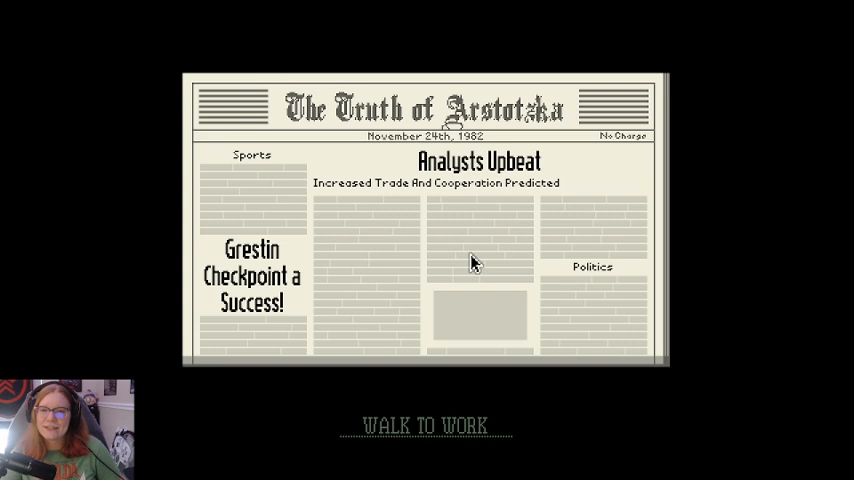 The Truth of Arstotzka
November 24th, 1982
No Charge
Sports
Grestin
Checkpoint a
Success!
Analysts Upbeat
Increased Trade And Cooperation Predicted
Politics
WALK TO WORK